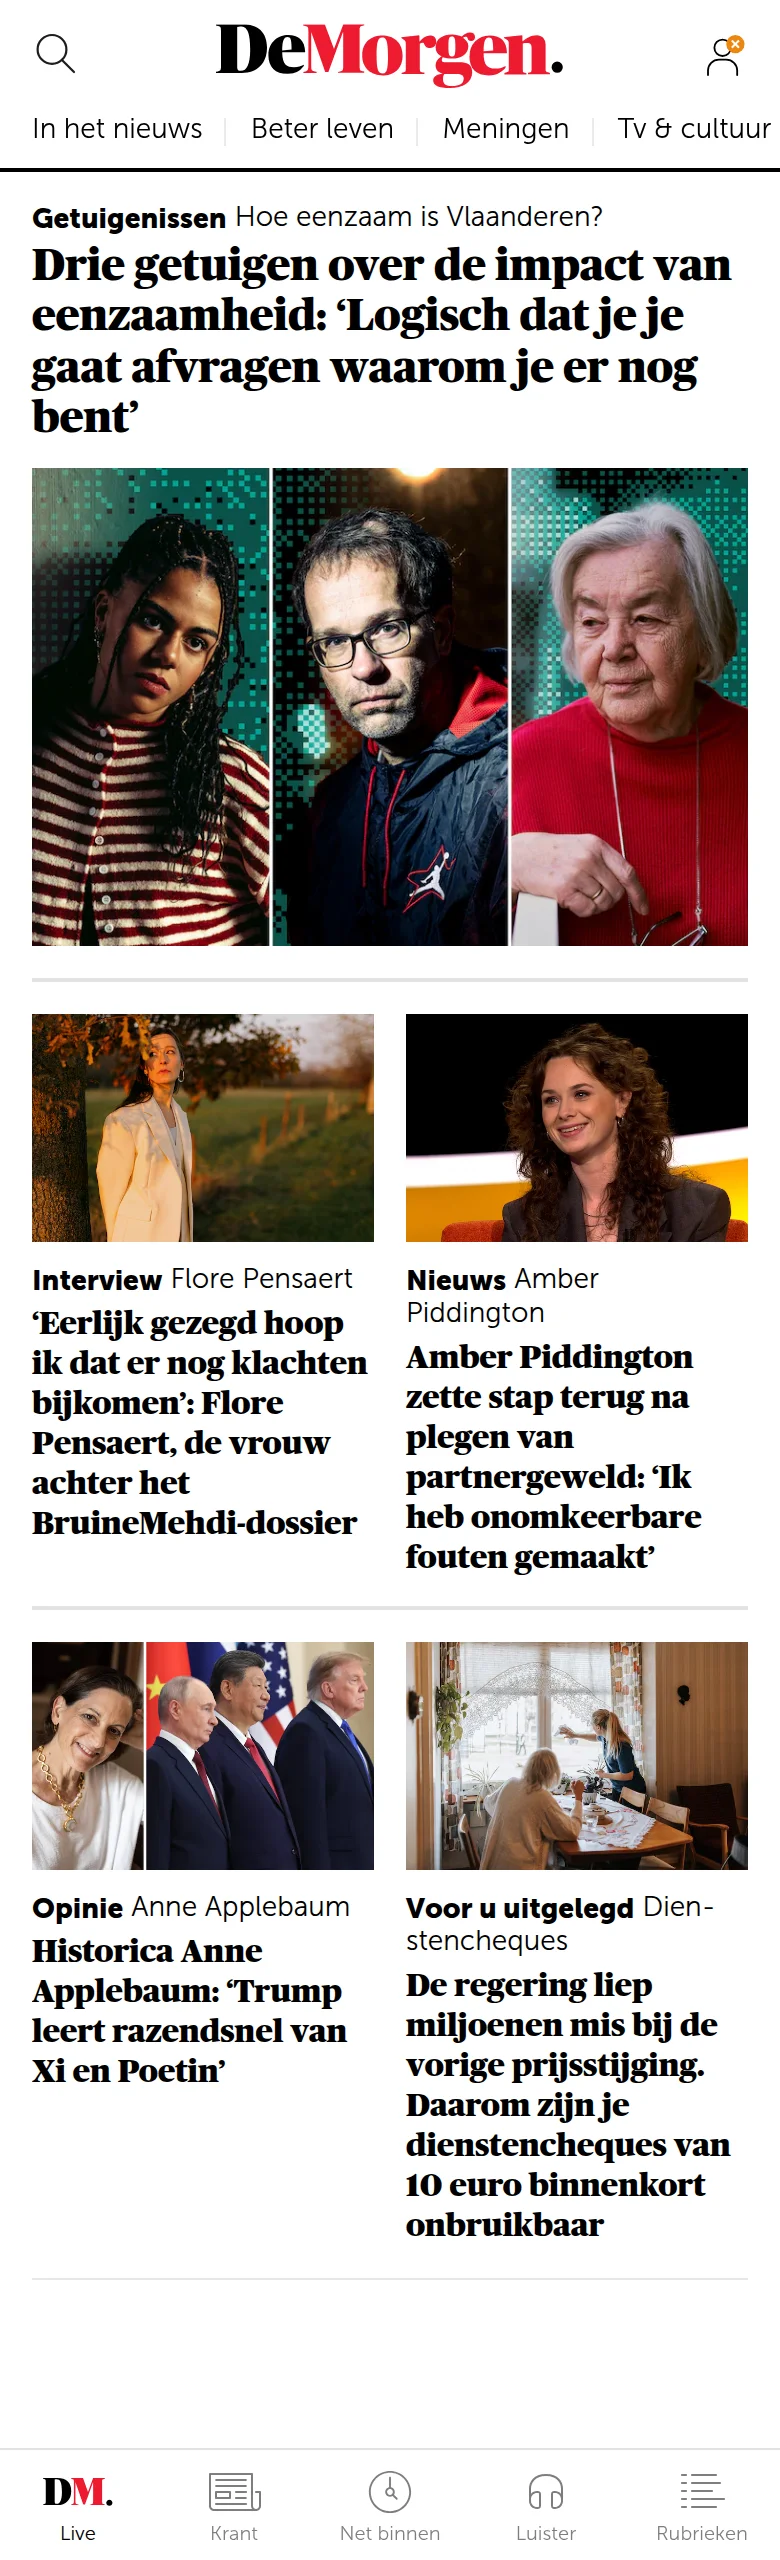 DeMorgen.
In het nieuws
Beter leven
Meningen
Tv & cultuur
Getuigenissen Hoe eenzaam is Vlaanderen?
Drie getuigen over de impact van
eenzaamheid: ‘Logisch dat je je
gaat afvragen waarom je er nog
bent’
Interview Flore Pensaert
‘Eerlijk gezegd hoop
ik dat er nog klachten
bijkomen’: Flore
Pensaert, de vrouw
achter het
BruineMehdi-dossier
Nieuws Amber
Piddington
Amber Piddington
zette stap terug na
plegen van
partnergeweld: ‘Ik
heb onomkeerbare
fouten gemaakt’
Opinie Anne Applebaum
Historica Anne
Applebaum: ‘Trump
leert razendsnel van
Xi en Poetin’
Voor u uitgelegd Dien-
stencheques
De regering liep
miljoenen mis bij de
vorige prijsstijging.
Daarom zijn je
dienstencheques van
10 euro binnenkort
onbruikbaar
DM.
Live
Krant
Net binnen
Luister
Rubrieken